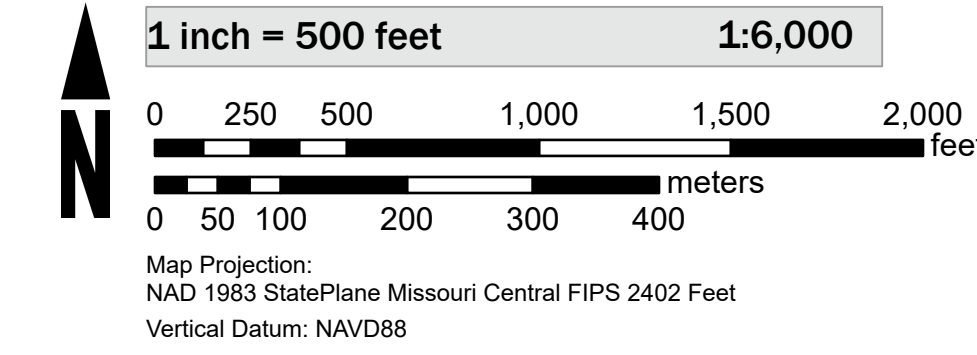 1 inch = 500 feet 1:6,000
0 250 500 1,000 1,500 2,000
feet
meters
0 50 100 200 300 400
N
Map Projection:
NAD 1983 StatePlane Missouri Central FIPS 2402 Feet
Vertical Datum: NAVD88